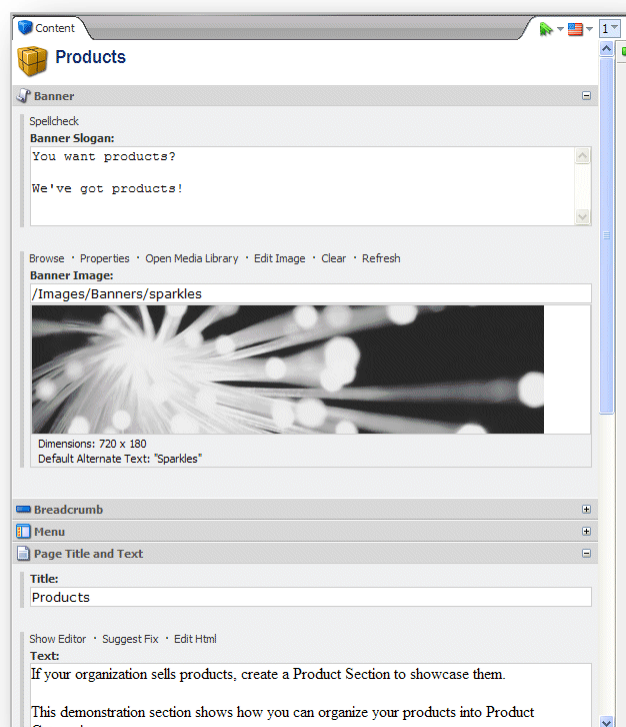 Content
1
Products
Banner
Spellcheck
Banner Slogan:
You want products?
We've got products!
Browse · Properties · Open Media Library · Edit Image · Clear · Refresh
Banner Image:
/Images/Banners/sparkles
Dimensions: 720 x 180
Default Alternate Text: "Sparkles"
Breadcrumb
Menu
Page Title and Text
Title:
Products
Show Editor · Suggest Fix · Edit Html
Text:
If your organization sells products, create a Product Section to showcase them.
This demonstration section shows how you can organize your products into Product